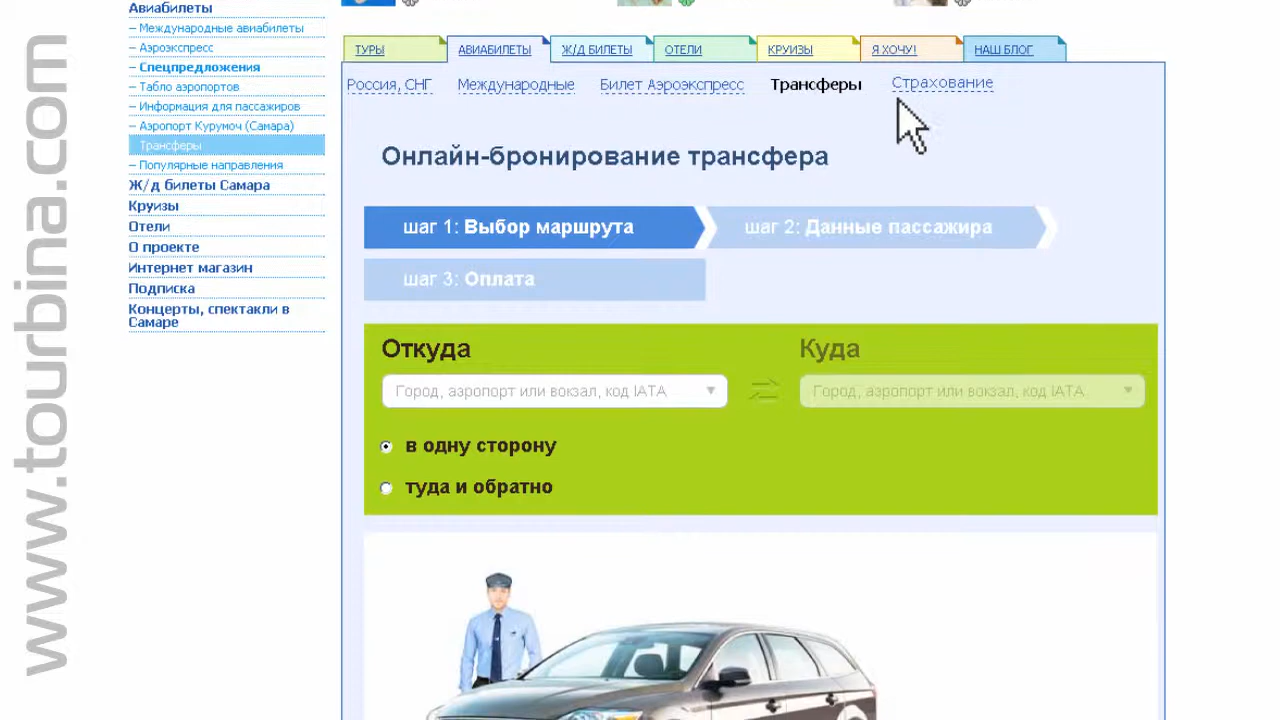 www.tourbina.com
Авиабилеты
– Международные авиабилеты
– Аэроэкспресс
– Спецпредложения
– Табло аэропортов
– Информация для пассажиров
– Аэропорт Курумоч (Самара)
Трансферы
– Популярные направления
Ж/д билеты Самара
Круизы
Отели
О проекте
Интернет магазин
Подписка
Концерты, спектакли в
Самаре
ТУРЫ АВИАБИЛЕТЫ Ж/Д БИЛЕТЫ ОТЕЛИ КРУИЗЫ Я ХОЧУ! НАШ БЛОГ
Россия, СНГ Международные Билет Аэроэкспресс Трансферы Страхование
Онлайн-бронирование трансфера
шаг 1: Выбор маршрута шаг 2: Данные пассажира
шаг 3: Оплата
Откуда Куда
Город, аэропорт или вокзал, код IATA Город, аэропорт или вокзал, код IATA
в одну сторону
туда и обратно